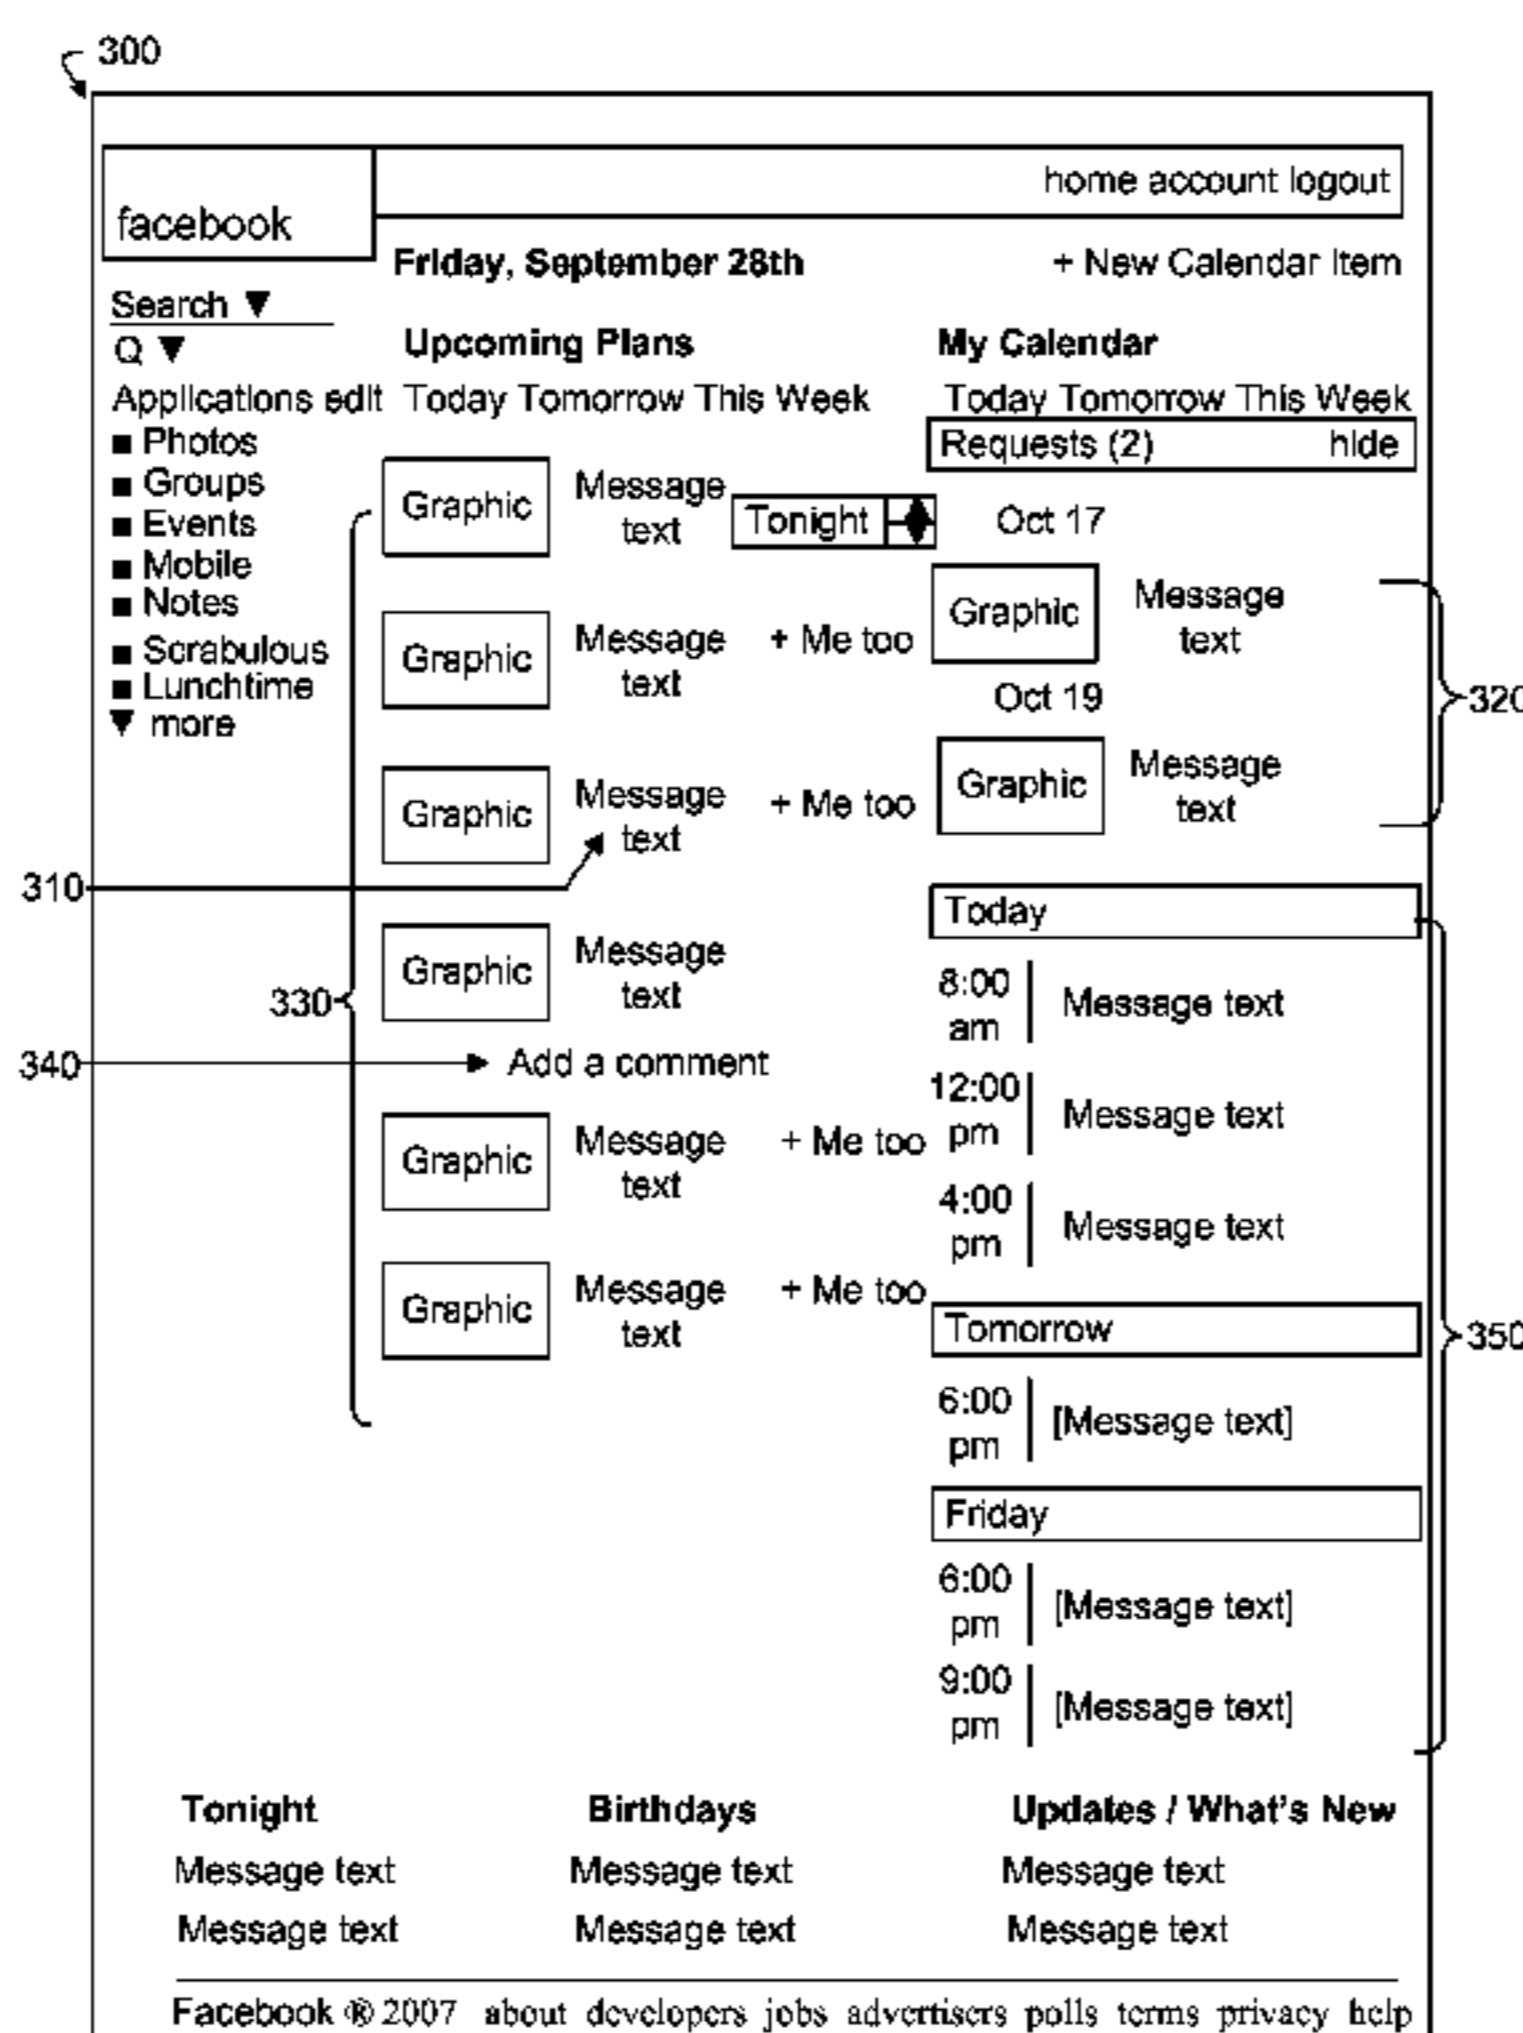 300
home account logout
facebook
Friday, September 28th
+ New Calendar Item
Search ▼
Q ▼
Applications edit
■ Photos
■ Groups
■ Events
■ Mobile
■ Notes
■ Scrabulous
■ Lunchtime
▼ more
Upcoming Plans
Today Tomorrow This Week
Graphic
Message
text
Tonight
Graphic
Message
text
+ Me too
Graphic
Message
text
+ Me too
310
Graphic
Message
text
330
340
Add a comment
Graphic
Message
text
+ Me too
Graphic
Message
text
+ Me too
My Calendar
Today Tomorrow This Week
Requests (2) hide
Oct 17
Graphic
Message
text
Oct 19
Graphic
Message
text
320
Today
8:00
am
Message text
12:00
pm
Message text
4:00
pm
Message text
Tomorrow
6:00
pm
[Message text]
Friday
6:00
pm
[Message text]
9:00
pm
[Message text]
350
Tonight
Message text
Message text
Birthdays
Message text
Message text
Updates / What's New
Message text
Message text
Facebook ® 2007 about developers jobs advertisers polls terms privacy help